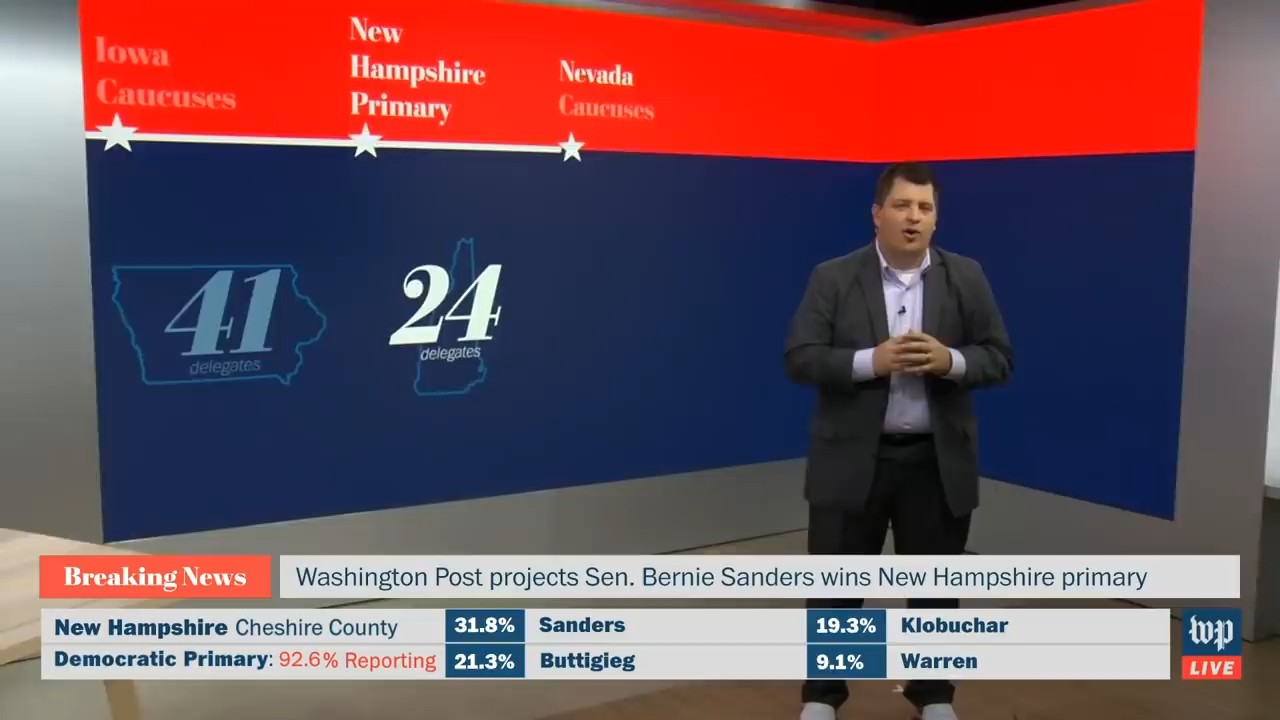 Iowa
Caucuses
New
Hampshire
Primary
Nevada
Caucuses
41
delegates
24
delegates
Breaking News
Washington Post projects Sen. Bernie Sanders wins New Hampshire primary
New Hampshire Cheshire County
Democratic Primary: 92.6% Reporting
31.8% Sanders
21.3% Buttigieg
19.3% Klobuchar
9.1% Warren
wp
LIVE